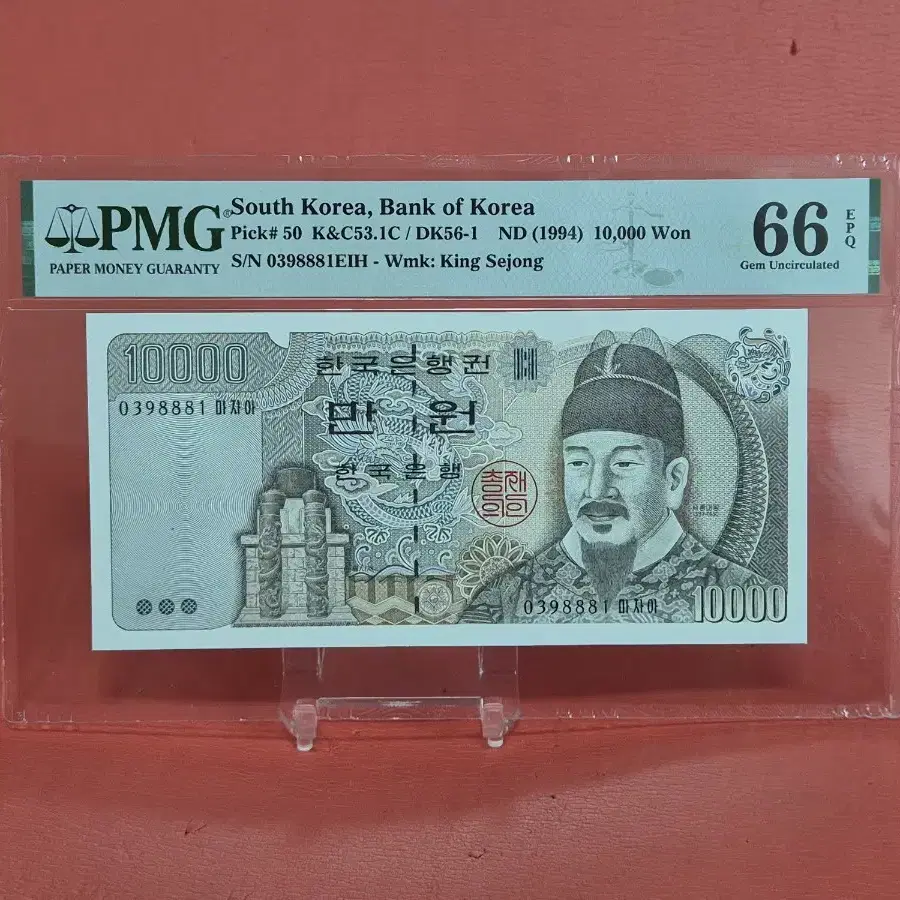 PMG®
PAPER MONEY GUARANTY
South Korea, Bank of Korea
Pick# 50 K&C53.1C / DK56-1 ND (1994) 10,000 Won
S/N 0398881EIH - Wmk: King Sejong
66
EPQ
Gem Uncirculated
10000
한국은행권
0398881 마자아
만 원
한국은행
총재의인
0398881 마자아
10000